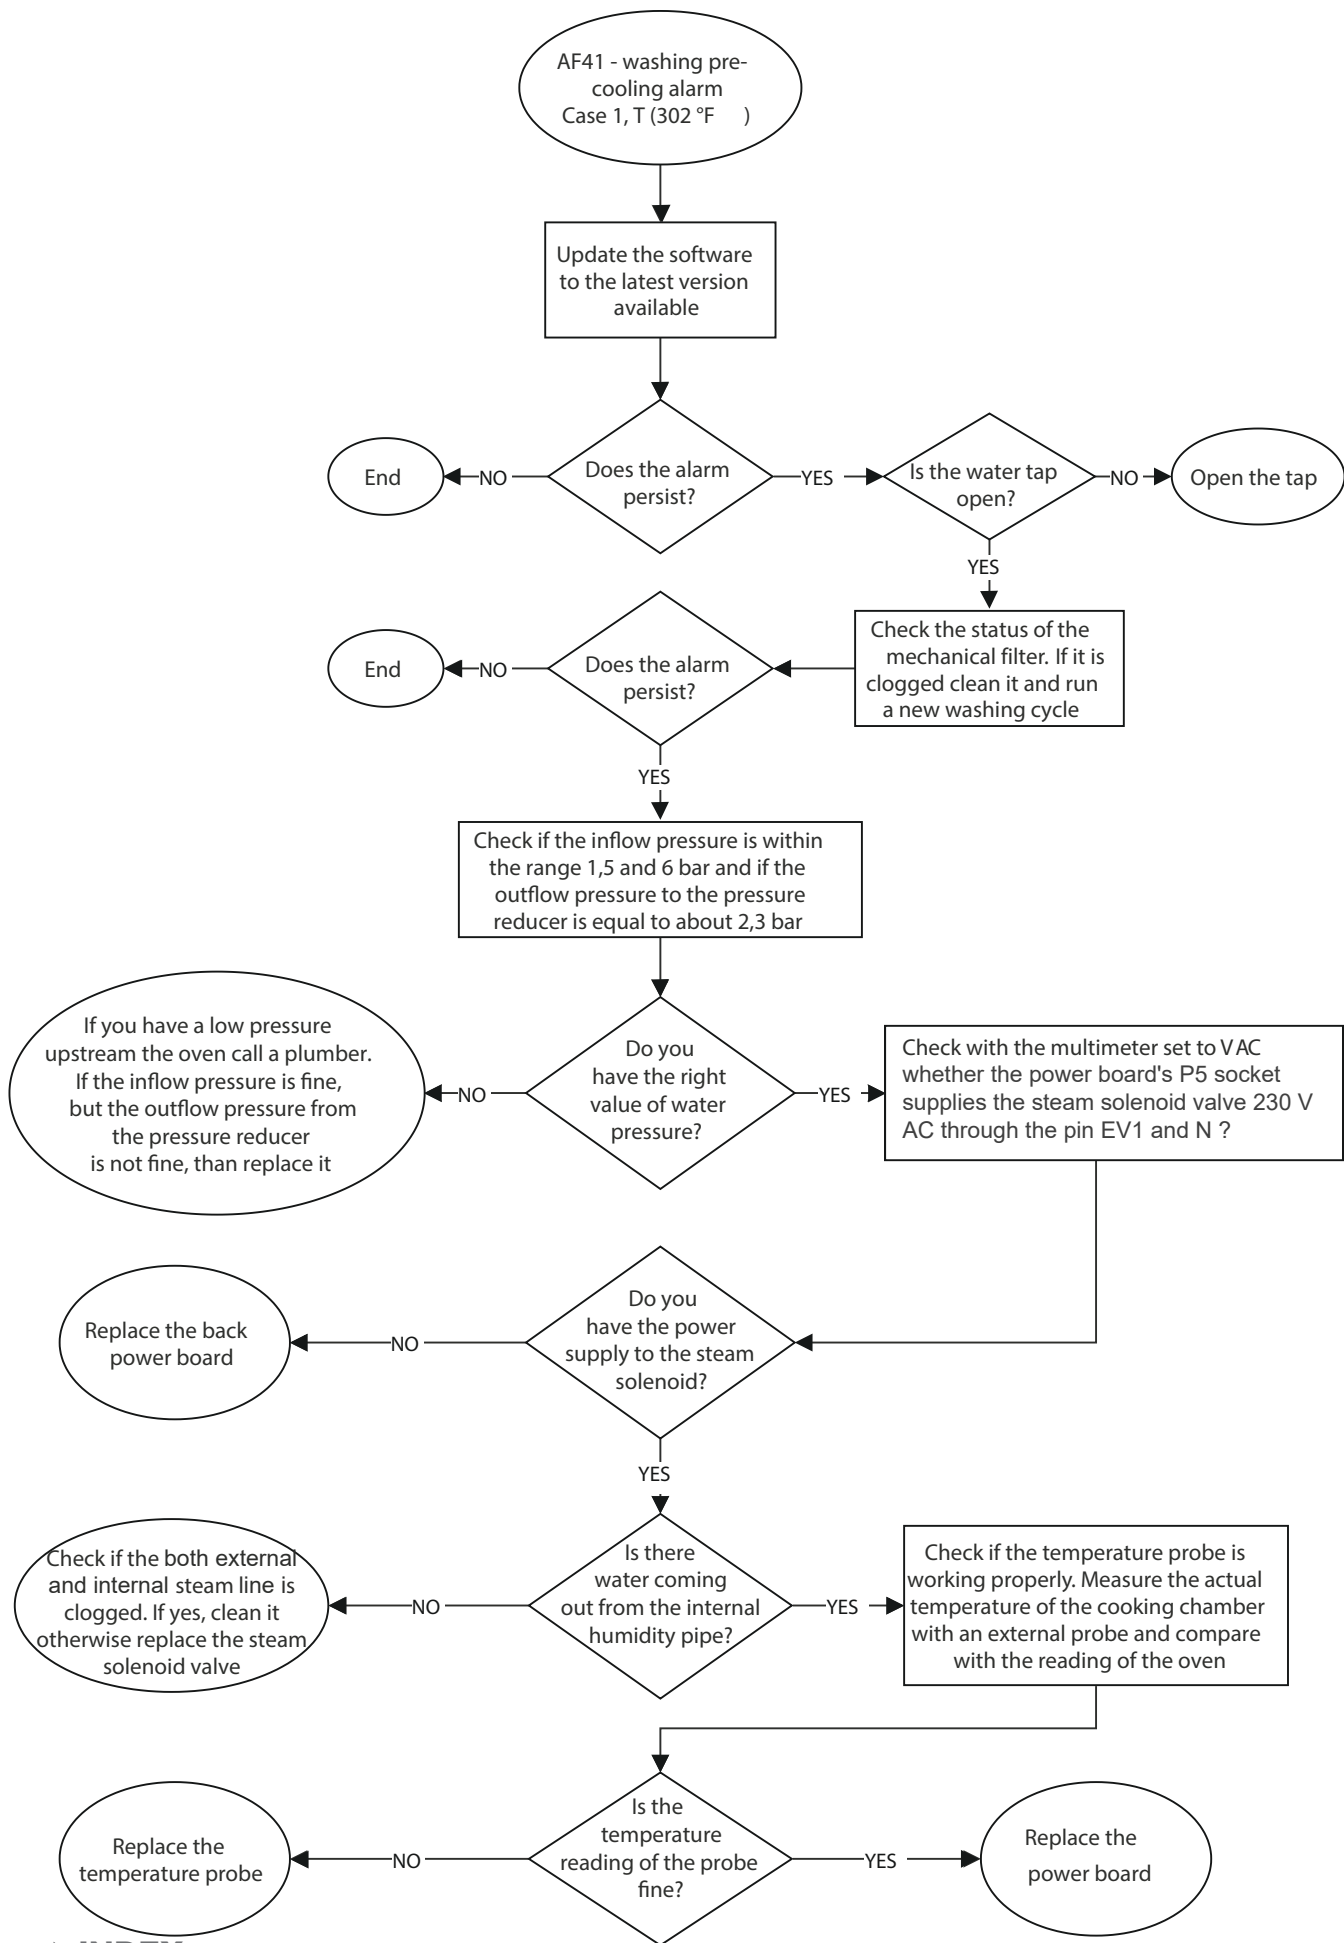 AF41 - washing pre-
cooling alarm
Case 1, T (302 °F )
Update the software
to the latest version
available
Does the alarm
persist?
NO
End
YES
Is the water tap
open?
NO
Open the tap
YES
Check the status of the
mechanical filter. If it is
clogged clean it and run
a new washing cycle
Does the alarm
persist?
NO
End
YES
Check if the inflow pressure is within
the range 1,5 and 6 bar and if the
outflow pressure to the pressure
reducer is equal to about 2,3 bar
Do you
have the right
value of water
pressure?
NO
If you have a low pressure
upstream the oven call a plumber.
If the inflow pressure is fine,
but the outflow pressure from
the pressure reducer
is not fine, than replace it
YES
Check with the multimeter set to VAC
whether the power board's P5 socket
supplies the steam solenoid valve 230 V
AC through the pin EV1 and N ?
Do you
have the power
supply to the steam
solenoid?
NO
Replace the back
power board
YES
Is there
water coming
out from the internal
humidity pipe?
NO
Check if the both external
and internal steam line is
clogged. If yes, clean it
otherwise replace the steam
solenoid valve
YES
Check if the temperature probe is
working properly. Measure the actual
temperature of the cooking chamber
with an external probe and compare
with the reading of the oven
Is the
temperature
reading of the probe
fine?
NO
Replace the
temperature probe
YES
Replace the
power board